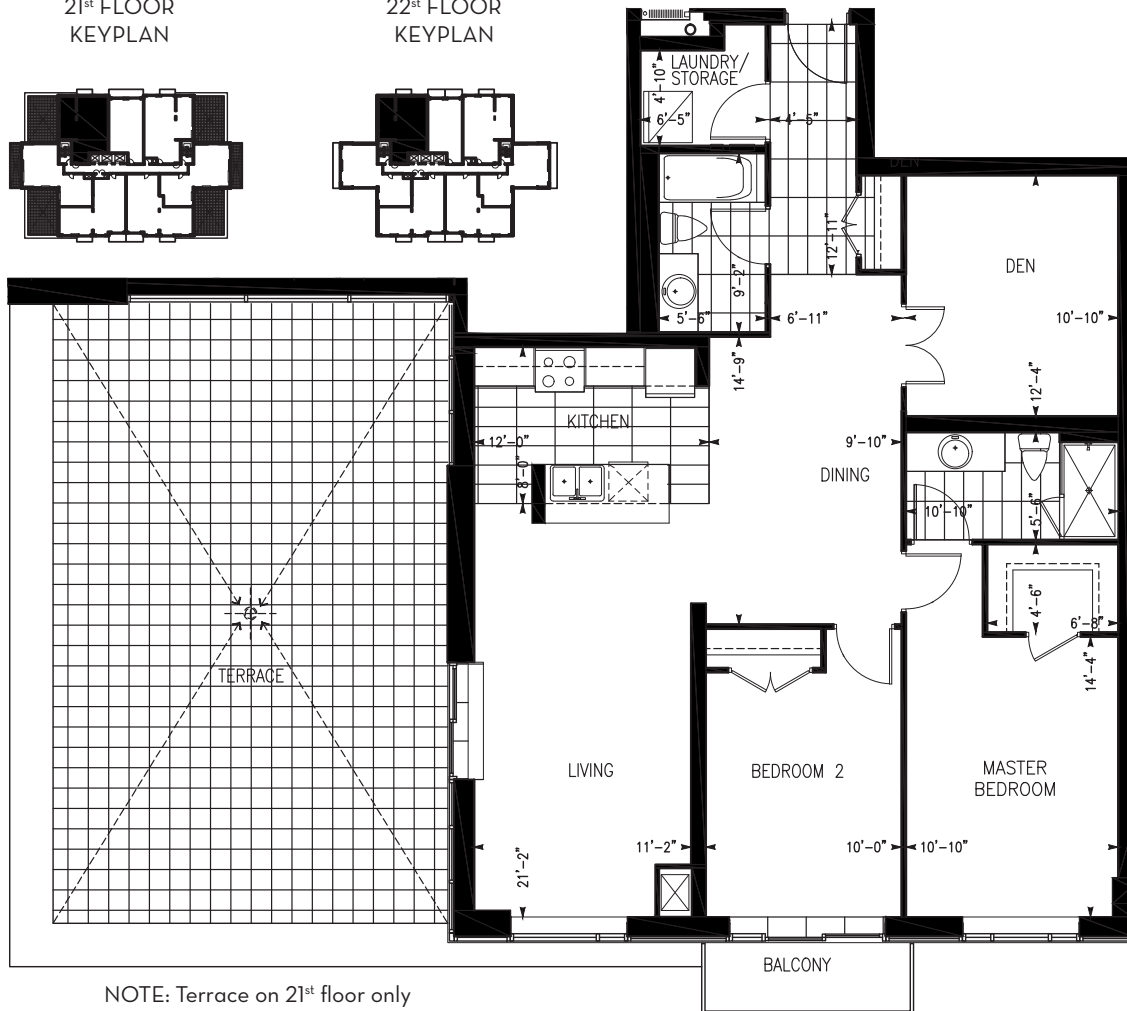 21st FLOOR
KEYPLAN
22st FLOOR
KEYPLAN
LAUNDRY/
STORAGE
4'-10"
6'-5"
4'-5"
DEN
12'-11"
DEN
9'-2"
5'-6"
6'-11"
10'-10"
14'-9"
12'-4"
KITCHEN
12'-0"
8'-0"
9'-10"
DINING
10'-10"
5'-6"
4'-6"
6'-8"
14'-4"
TERRACE
LIVING
BEDROOM 2
MASTER
BEDROOM
11'-2"
10'-0"
10'-10"
21'-2"
BALCONY
NOTE: Terrace on 21st floor only